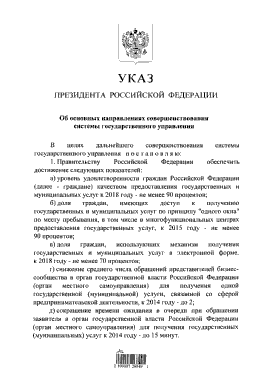 УКАЗ
ПРЕЗИДЕНТА РОССИЙСКОЙ ФЕДЕРАЦИИ
Об основных направлениях совершенствования
системы государственного управления
В целях дальнейшего совершенствования системы
государственного управления п о с т а н о в л я ю:
1. Правительству Российской Федерации обеспечить
достижение следующих показателей:
а) уровень удовлетворенности граждан Российской Федерации
(далее - граждане) качеством предоставления государственных и
муниципальных услуг к 2018 году - не менее 90 процентов;
б) доля граждан, имеющих доступ к получению
государственных и муниципальных услуг по принципу "одного окна"
по месту пребывания, в том числе в многофункциональных центрах
предоставления государственных услуг, к 2015 году - не менее
90 процентов;
в) доля граждан, использующих механизм получения
государственных и муниципальных услуг в электронной форме,
к 2018 году - не менее 70 процентов;
г) снижение среднего числа обращений представителей бизнес-
сообщества в орган государственной власти Российской Федерации
(орган местного самоуправления) для получения одной
государственной (муниципальной) услуги, связанной со сферой
предпринимательской деятельности, к 2014 году - до 2;
д) сокращение времени ожидания в очереди при обращении
заявителя в орган государственной власти Российской Федерации
(орган местного самоуправления) для получения государственных
(муниципальных) услуг к 2014 году - до 15 минут.